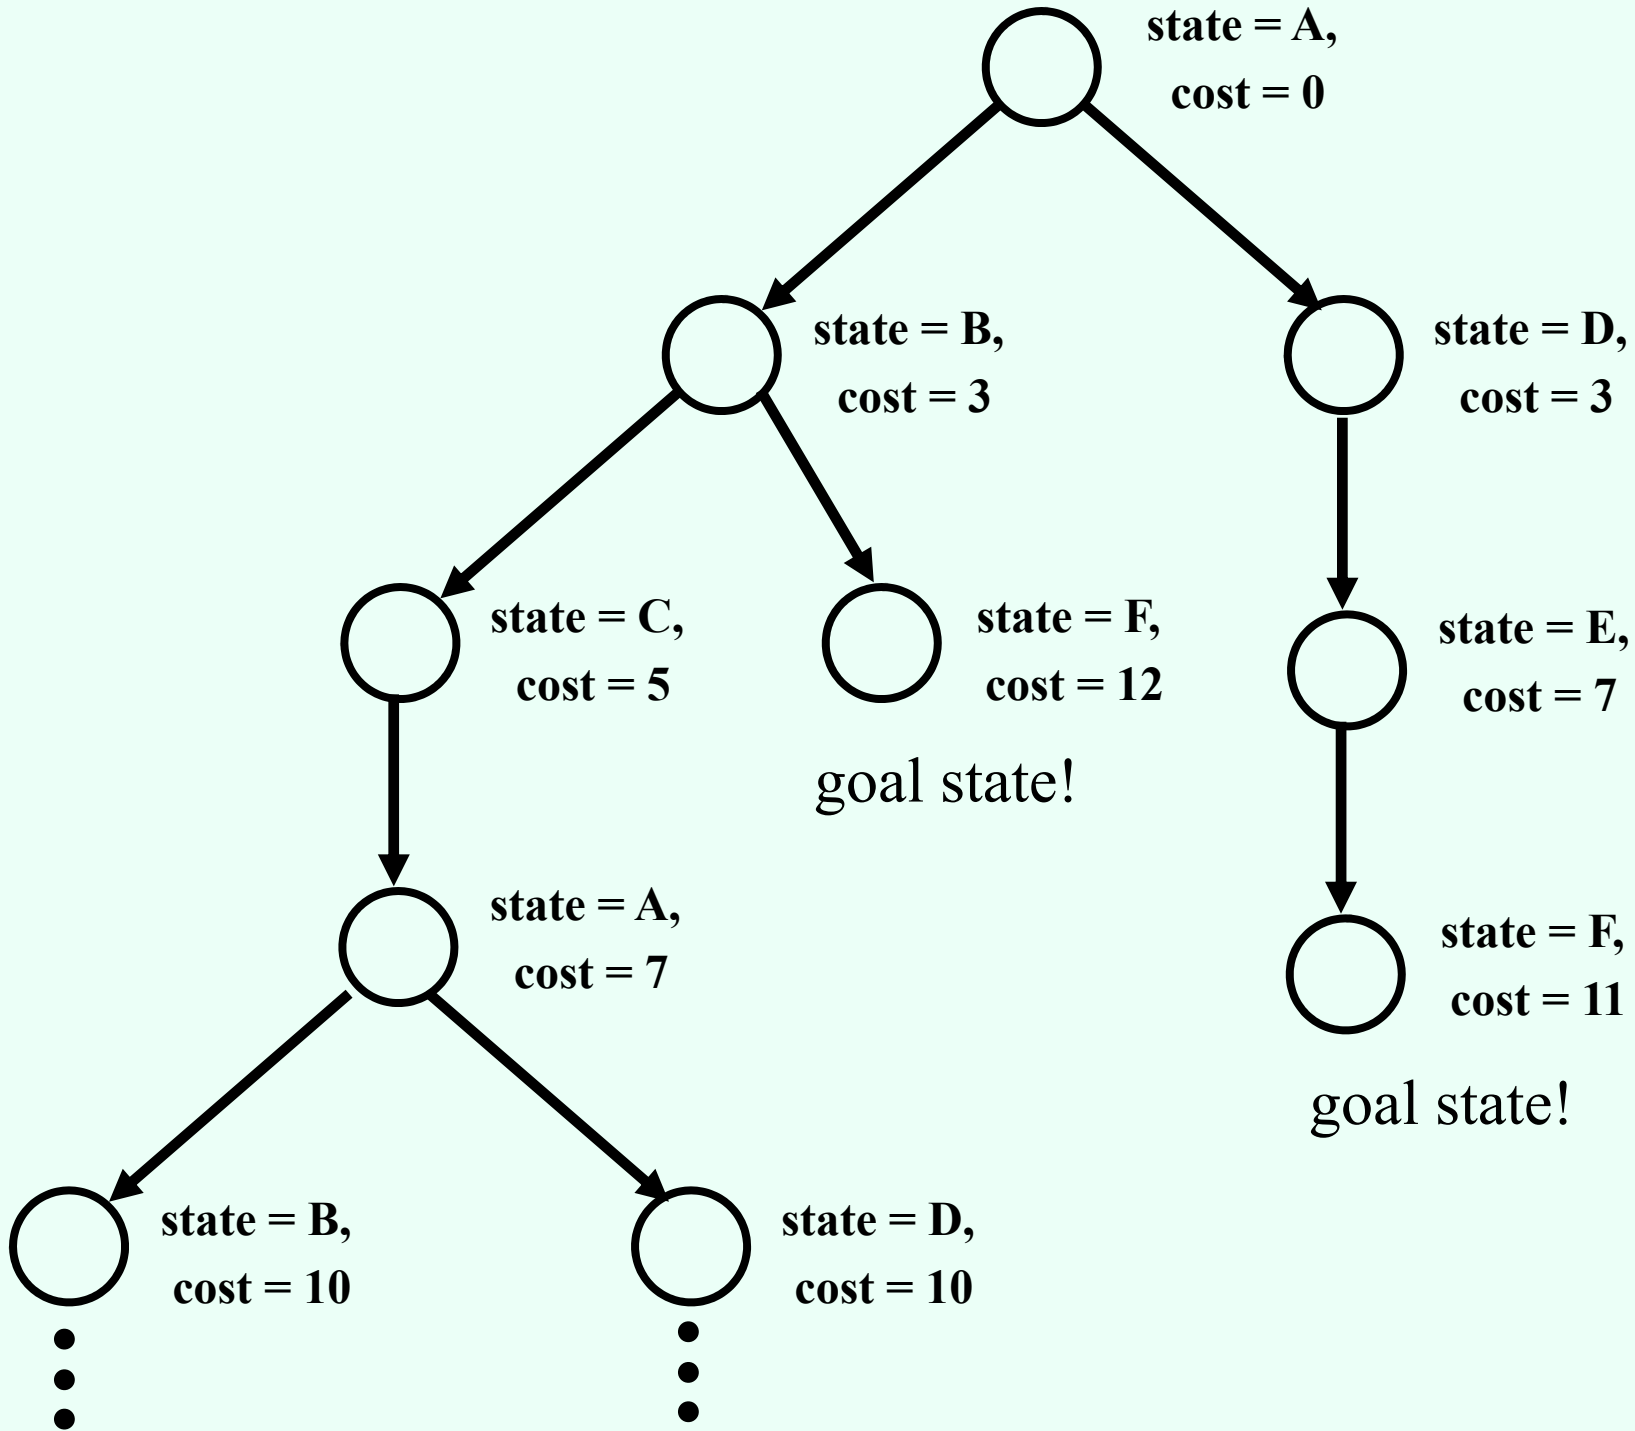 state = A,
cost = 0
state = B,
cost = 3
state = D,
cost = 3
state = C,
cost = 5
state = F,
cost = 12
goal state!
state = E,
cost = 7
state = A,
cost = 7
state = F,
cost = 11
goal state!
state = B,
cost = 10
state = D,
cost = 10